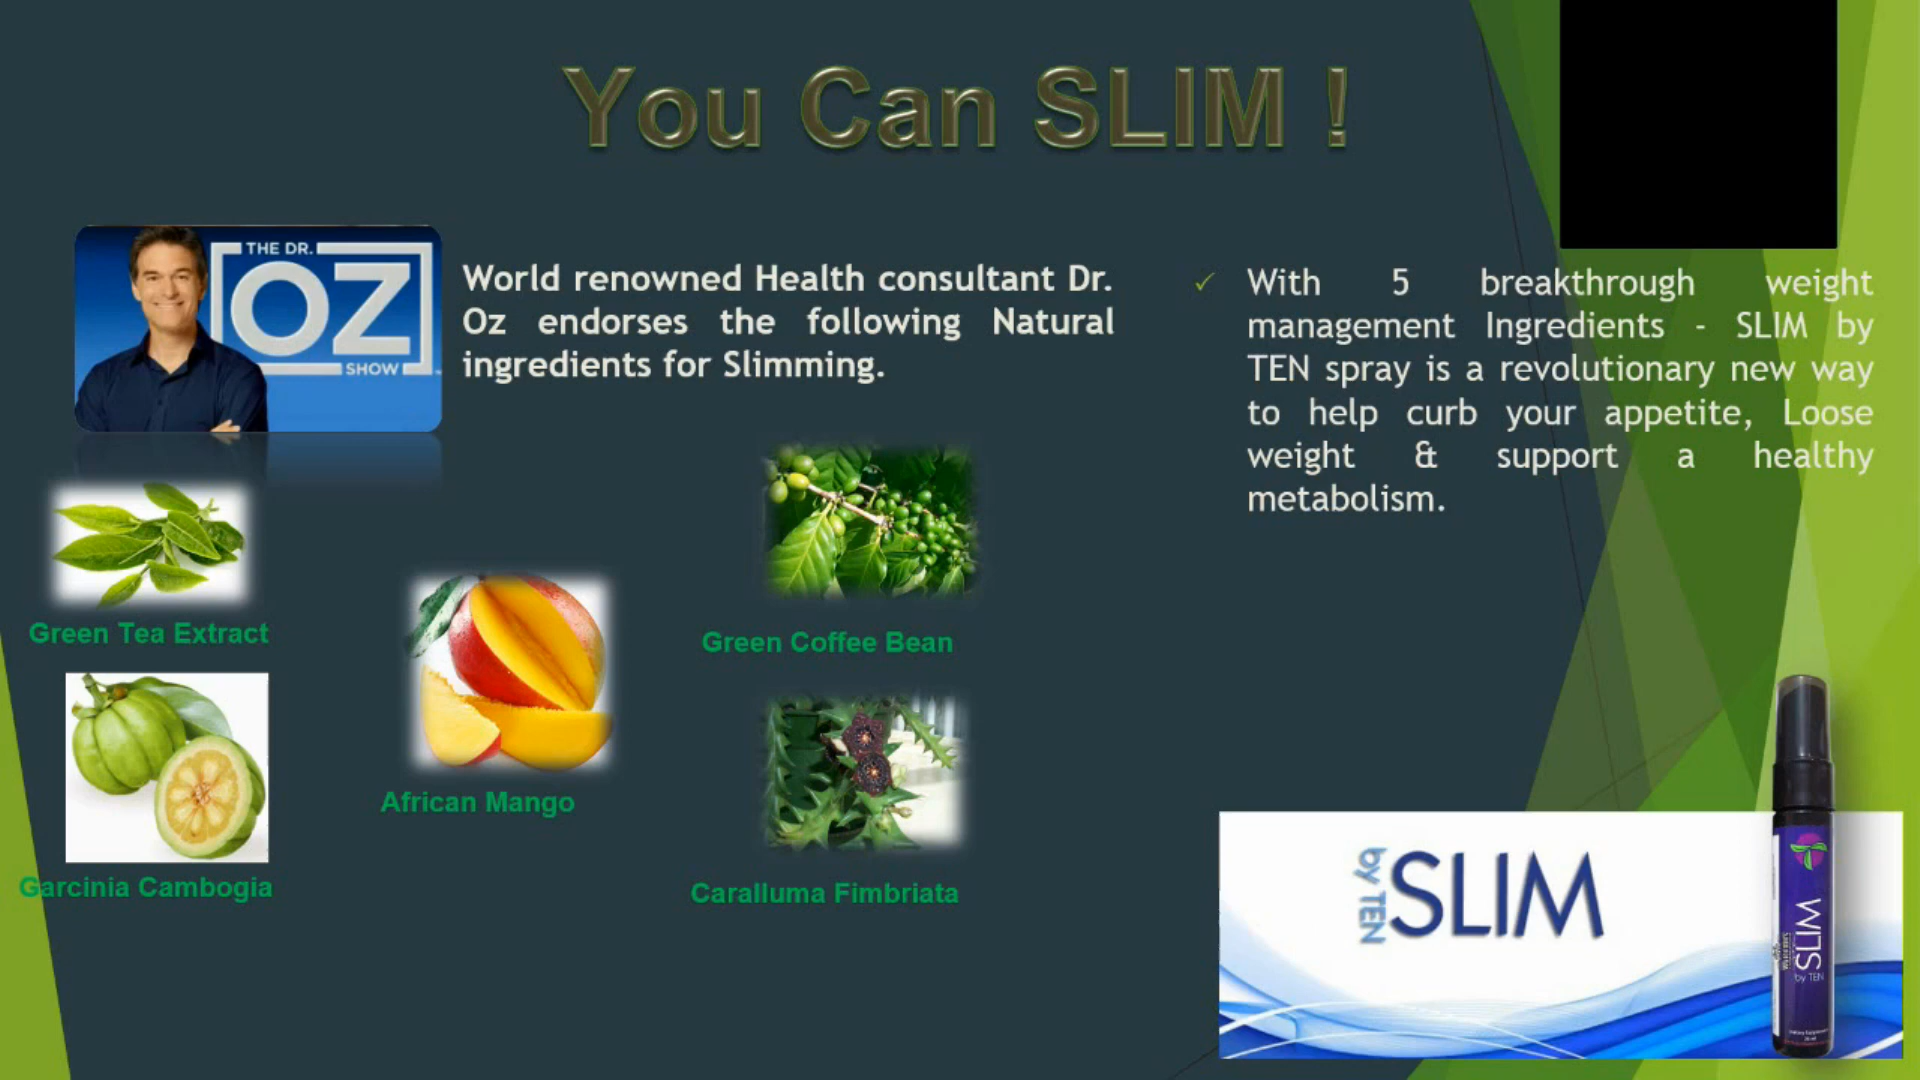 You Can SLIM !
THE DR.
OZ
SHOW
World renowned Health consultant Dr.
Oz endorses the following Natural
ingredients for Slimming.
✓ With 5 breakthrough weight
management Ingredients - SLIM by
TEN spray is a revolutionary new way
to help curb your appetite, Loose
weight & support a healthy
metabolism.
Green Tea Extract
African Mango
Green Coffee Bean
Garcinia Cambogia
Caralluma Fimbriata
by TEN
SLIM
SLIM
by TEN